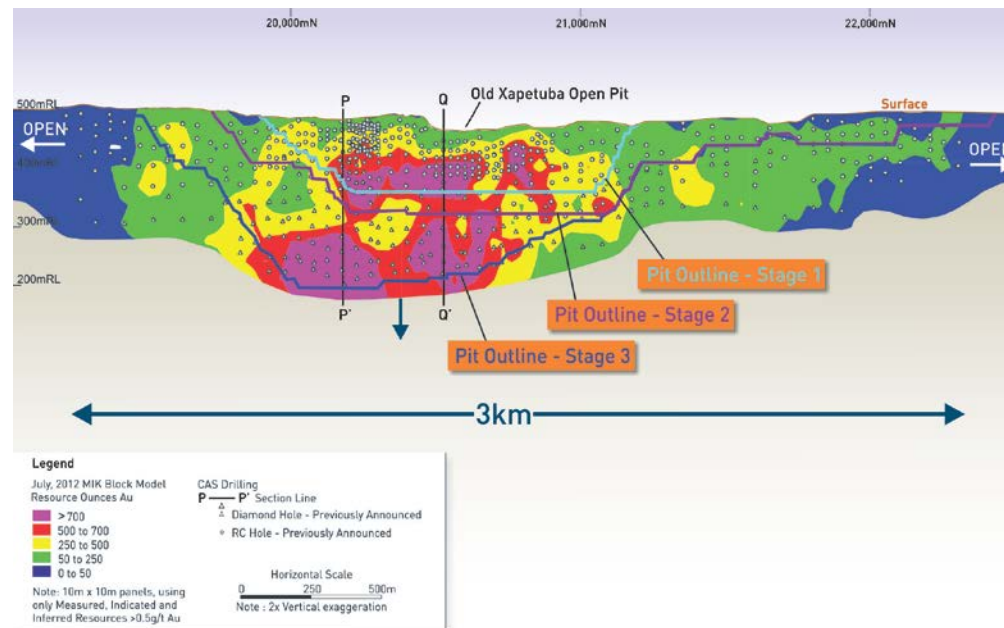 20,000mN
21,000mN
22,000mN
500mRL
400mRL
300mRL
200mRL
OPEN
OPEN
P
Q
Old Xapetuba Open Pit
Surface
P'
Q'
Pit Outline - Stage 1
Pit Outline - Stage 2
Pit Outline - Stage 3
3km
Legend
July, 2012 MIK Block Model
Resource Ounces Au
>700
500 to 700
250 to 500
50 to 250
0 to 50
Note: 10m x 10m panels, using
only Measured, Indicated and
Inferred Resources >0.5g/t Au
CAS Drilling
P P' Section Line
Diamond Hole - Previously Announced
RC Hole - Previously Announced
Horizontal Scale
0 250 500m
Note : 2x Vertical exaggeration